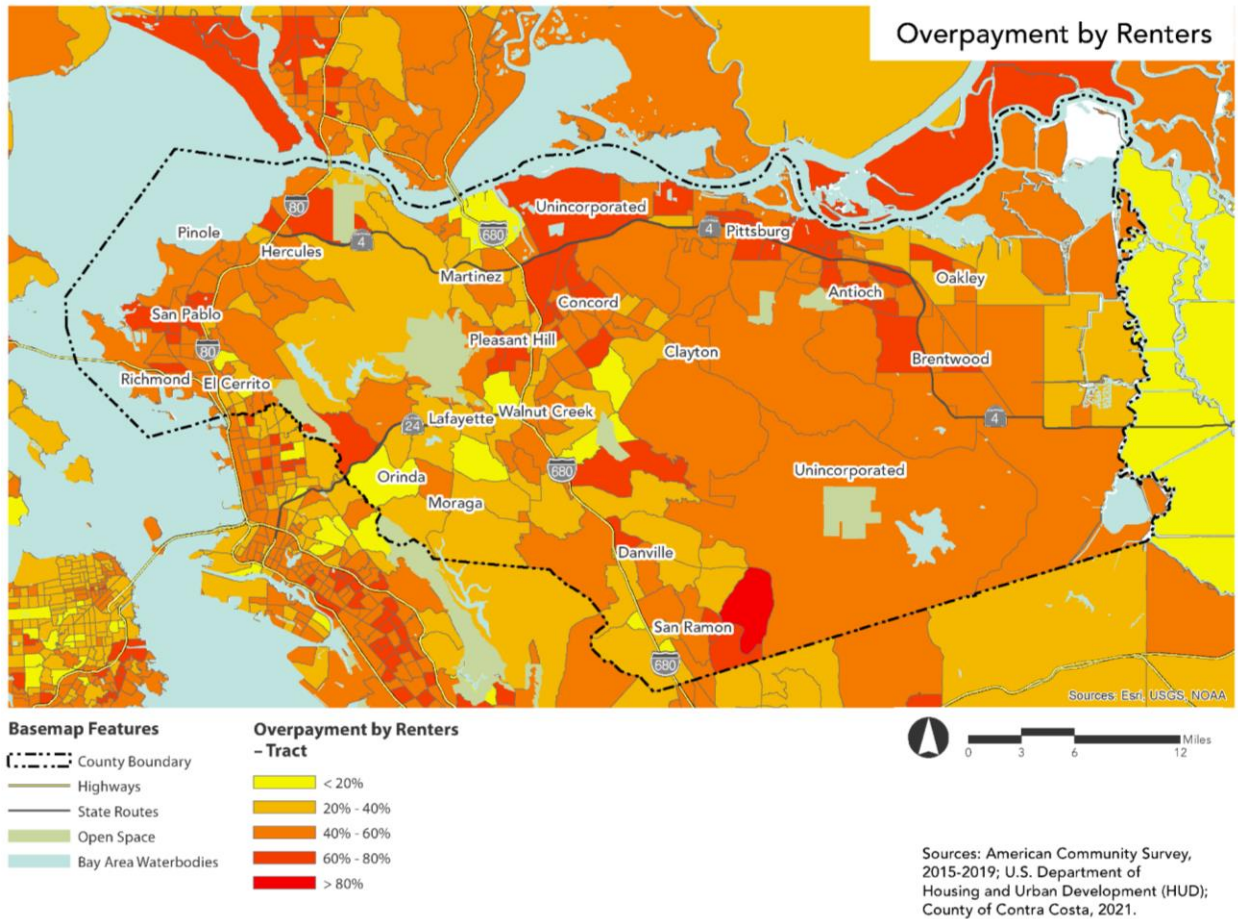 Overpayment by Renters
80
Unincorporated
Pinole
4
680
4
Pittsburg
Hercules
Martinez
Oakley
Concord
Antioch
San Pablo
Pleasant Hill
80
Clayton
Brentwood
Richmond
El Cerrito
24
Lafayette
Walnut Creek
4
Orinda
680
Unincorporated
Moraga
Danville
San Ramon
680
Sources: Esri, USGS, NOAA
Basemap Features
County Boundary
Highways
State Routes
Open Space
Bay Area Waterbodies
Overpayment by Renters
– Tract
< 20%
20% - 40%
40% - 60%
60% - 80%
> 80%
Miles
0 3 6 12
Sources: American Community Survey,
2015-2019; U.S. Department of
Housing and Urban Development (HUD);
County of Contra Costa, 2021.